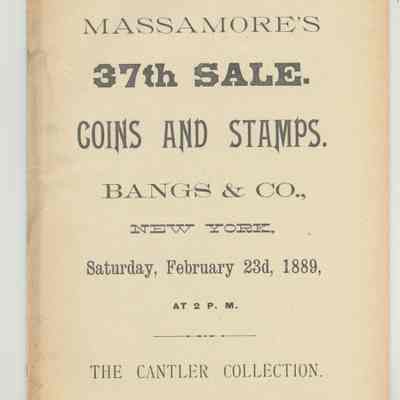 MASSAMORE'S
37th SALE.
COINS AND STAMPS.
BANGS & CO.,
NEW YORK,
Saturday, February 23d, 1889,
AT 2 P. M.
THE CANTLER COLLECTION.